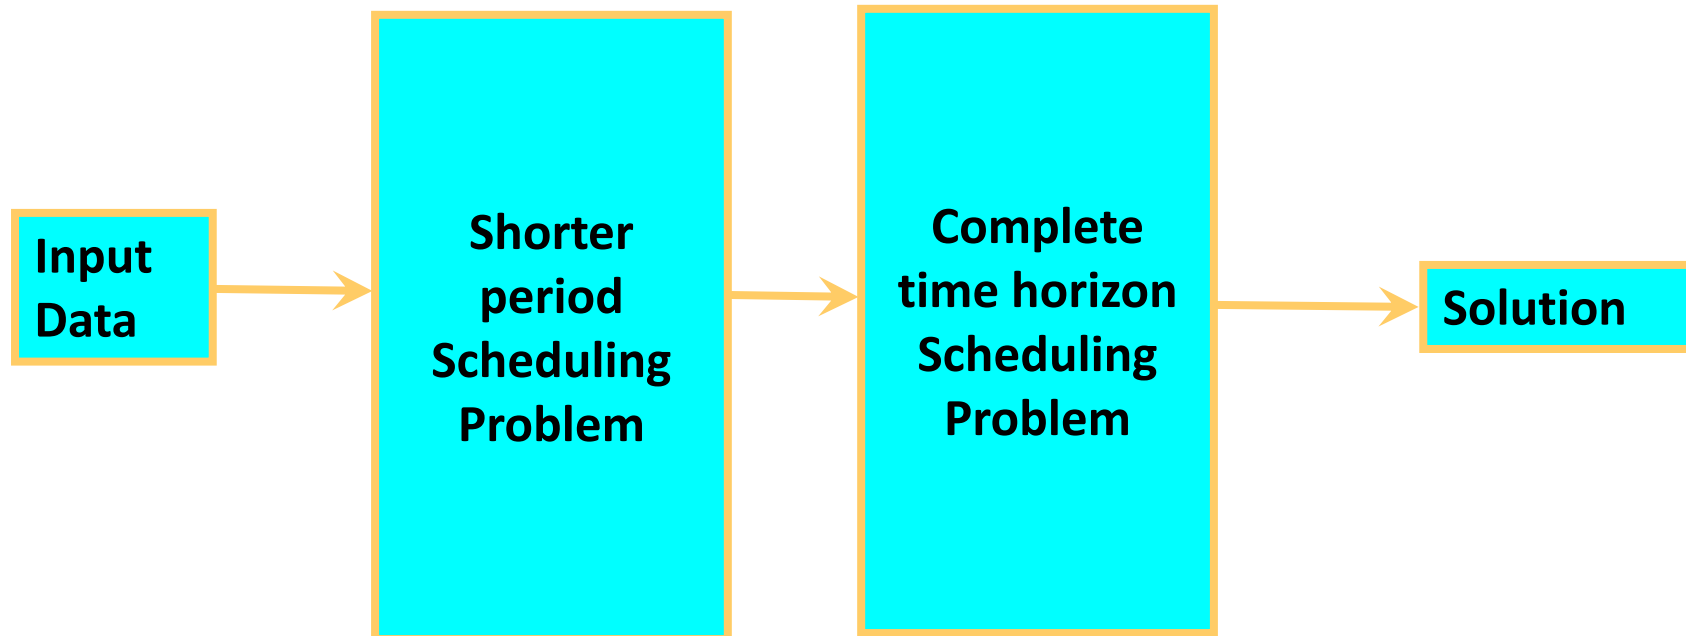 Input
Data
Shorter
period
Scheduling
Problem
Complete
time horizon
Scheduling
Problem
Solution